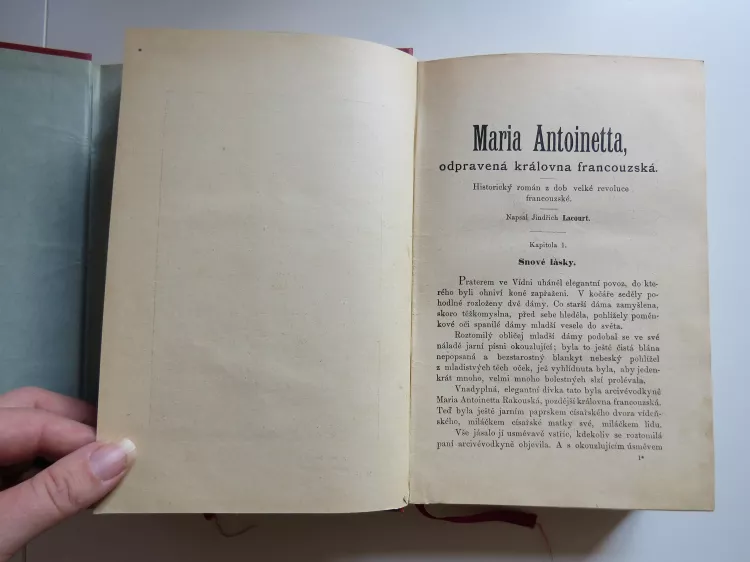 Maria Antoinetta,
odpravená královna francouzská.
Historický román z dob velké revoluce
francouzské.
Napsal Jindřich Lacourt.
Kapitola 1.
Snové lásky.
Praterem ve Vídni uháněl elegantní povoz, do kte-
rého byli ohniví koně zapřaženi. V kočáře seděly po-
hodlně rozloženy dvě dámy. Co starší dáma zamyšlena,
skoro těžkomyslna, před sebe hleděla, pohlížely pomněn-
kové oči spanilé dámy mladší vesele do světa.
Roztomilý obličej mladší dámy podobal se ve své
náladě jarní písni okouzlující; byla to ještě čistá blána
nepopsaná a bezstarostný blankyt nebeský pohlížel
z mladistvých těch oček, jež vyhlídnuta byla, aby jeden-
krát mnoho, velmi mnoho bolestných slzí prolévala.
Vnadyplná, elegantní dívka tato byla arcivévodkyně
Maria Antoinetta Rakouská, pozdější královna francouzská.
Teď byla ještě jarním paprskem císařského dvora vídeň-
ského, miláčkem císařské matky své, miláčkem lidu.
Vše jásalo jí usměvavě vstříc, kdekoliv se roztomilá
paní arcivévodkyně objevila. A s okouzlujícím úsměvem
1*